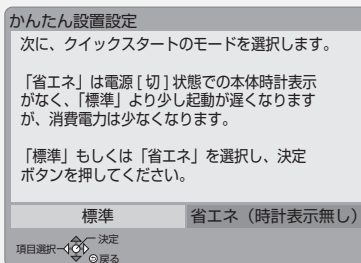 かんたん設置設定
次に、クイックスタートのモードを選択します。
「省エネ」は電源 [ 切 ] 状態での本体時計表示
がなく、「標準」より少し起動が遅くなります
が、消費電力は少なくなります。
「標準」もしくは「省エネ」を選択し、決定
ボタンを押してください。
標準 省エネ（時計表示無し）
項目選択 決定
戻る